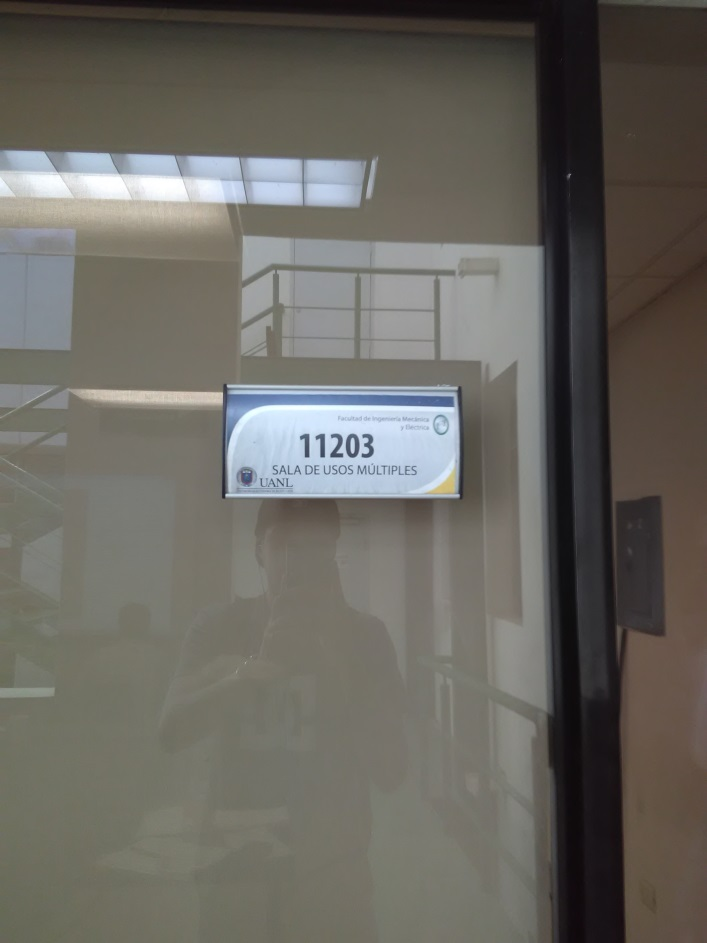 Facultad de Ingeniería Mecánica
y Eléctrica
11203
SALA DE USOS MÚLTIPLES
UANL